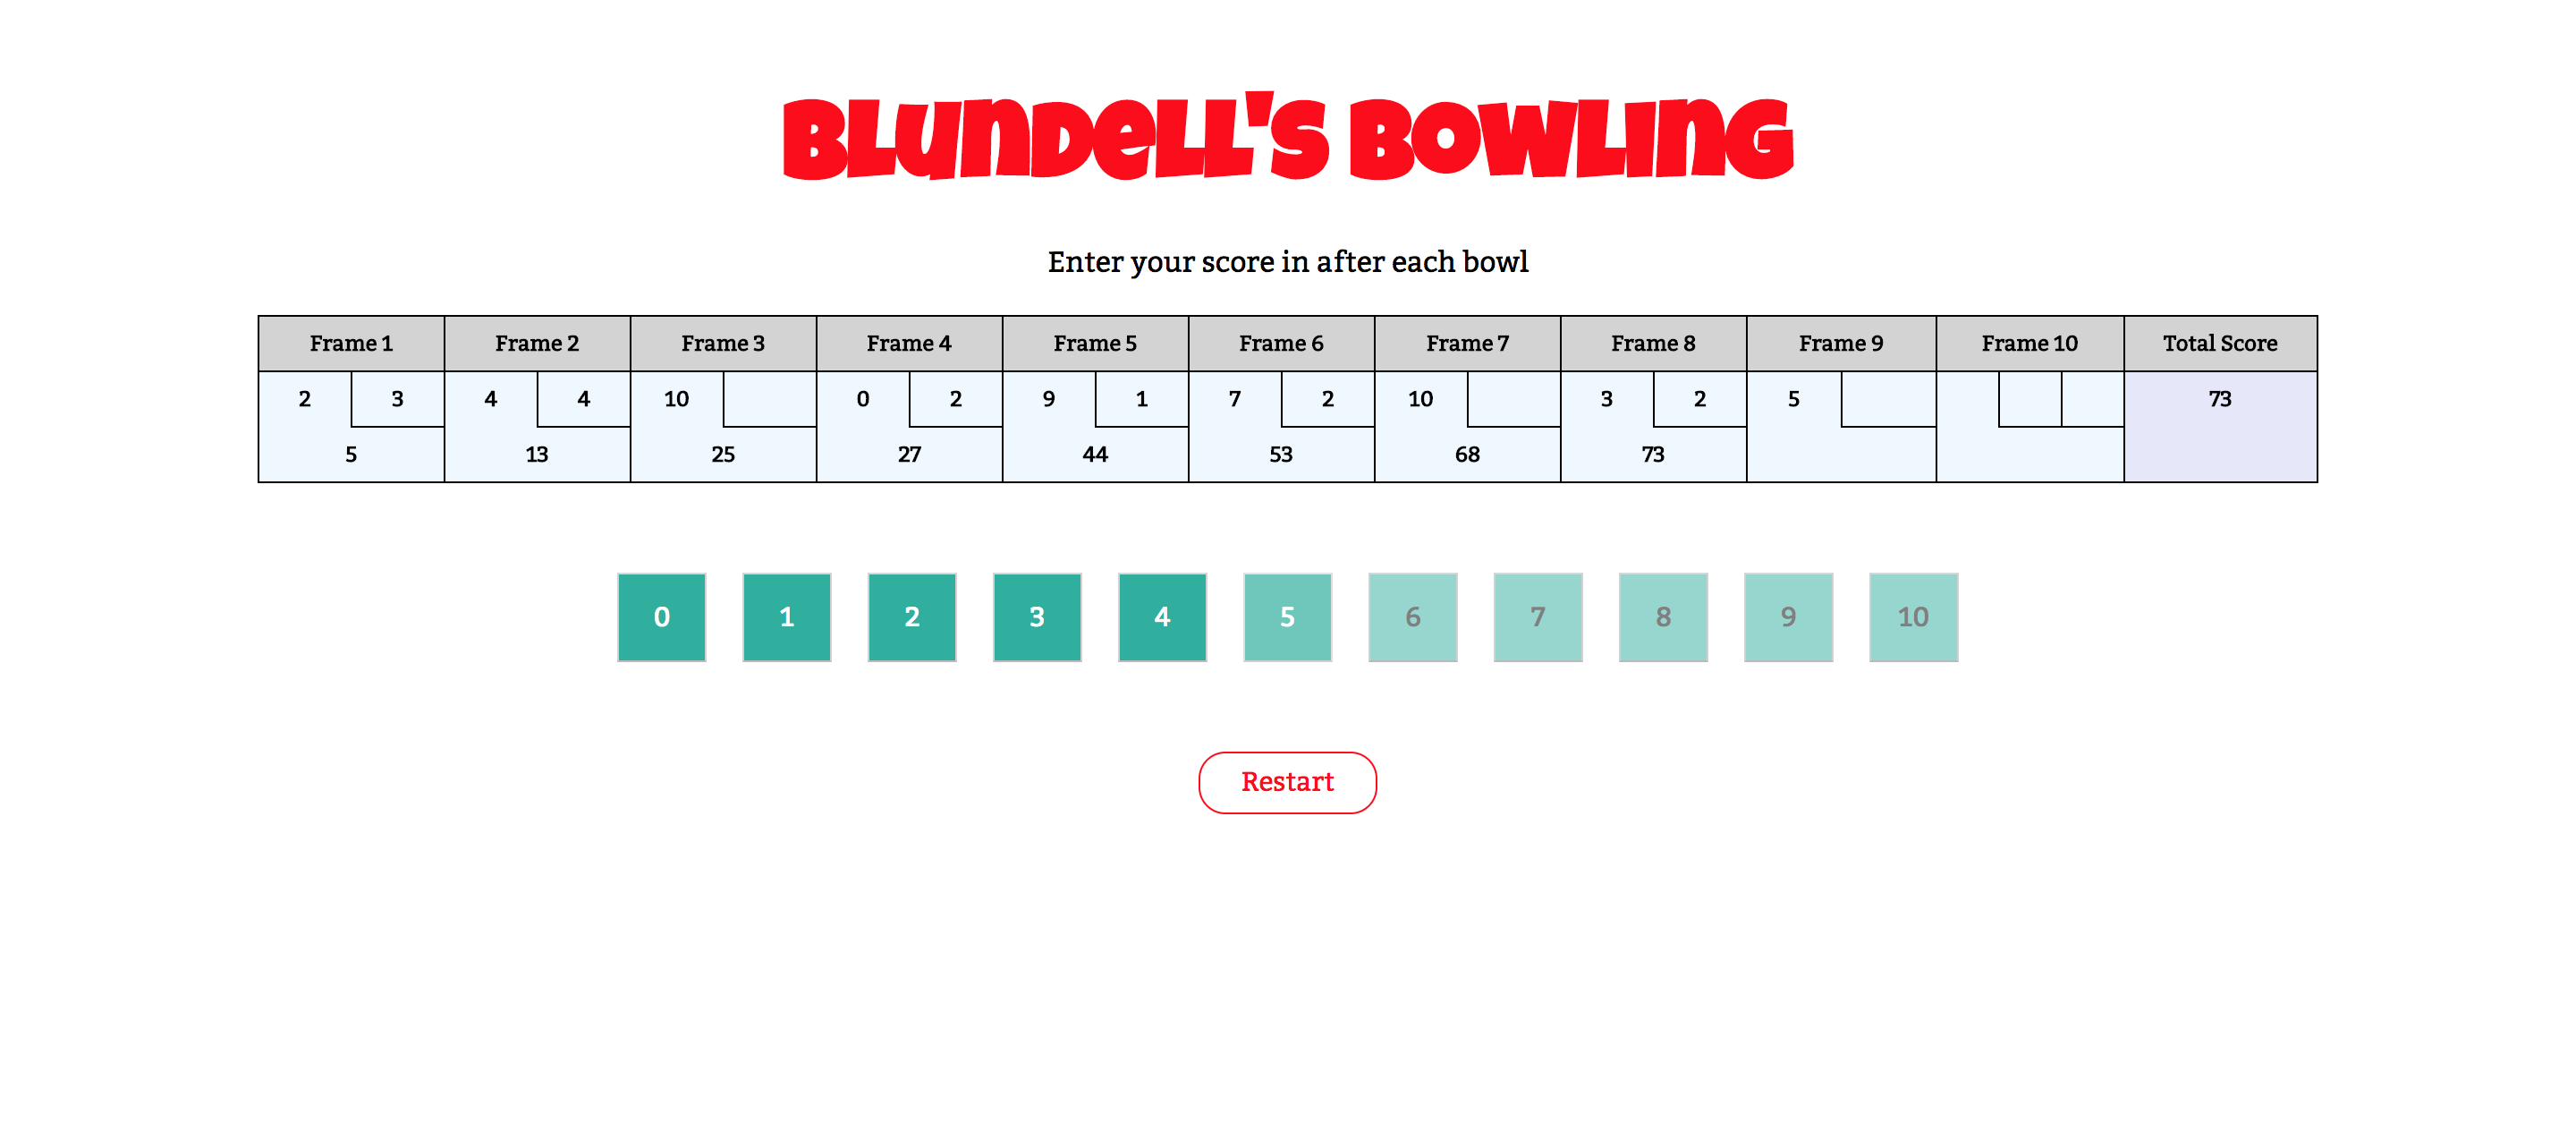 BLUNDELL'S BOWLING
Enter your score in after each bowl
Frame 1 Frame 2 Frame 3 Frame 4 Frame 5 Frame 6 Frame 7 Frame 8 Frame 9 Frame 10 Total Score
2 3 4 4 10 0 2 9 1 7 2 10 3 2 5 73
5 13 25 27 44 53 68 73
0 1 2 3 4 5 6 7 8 9 10
Restart